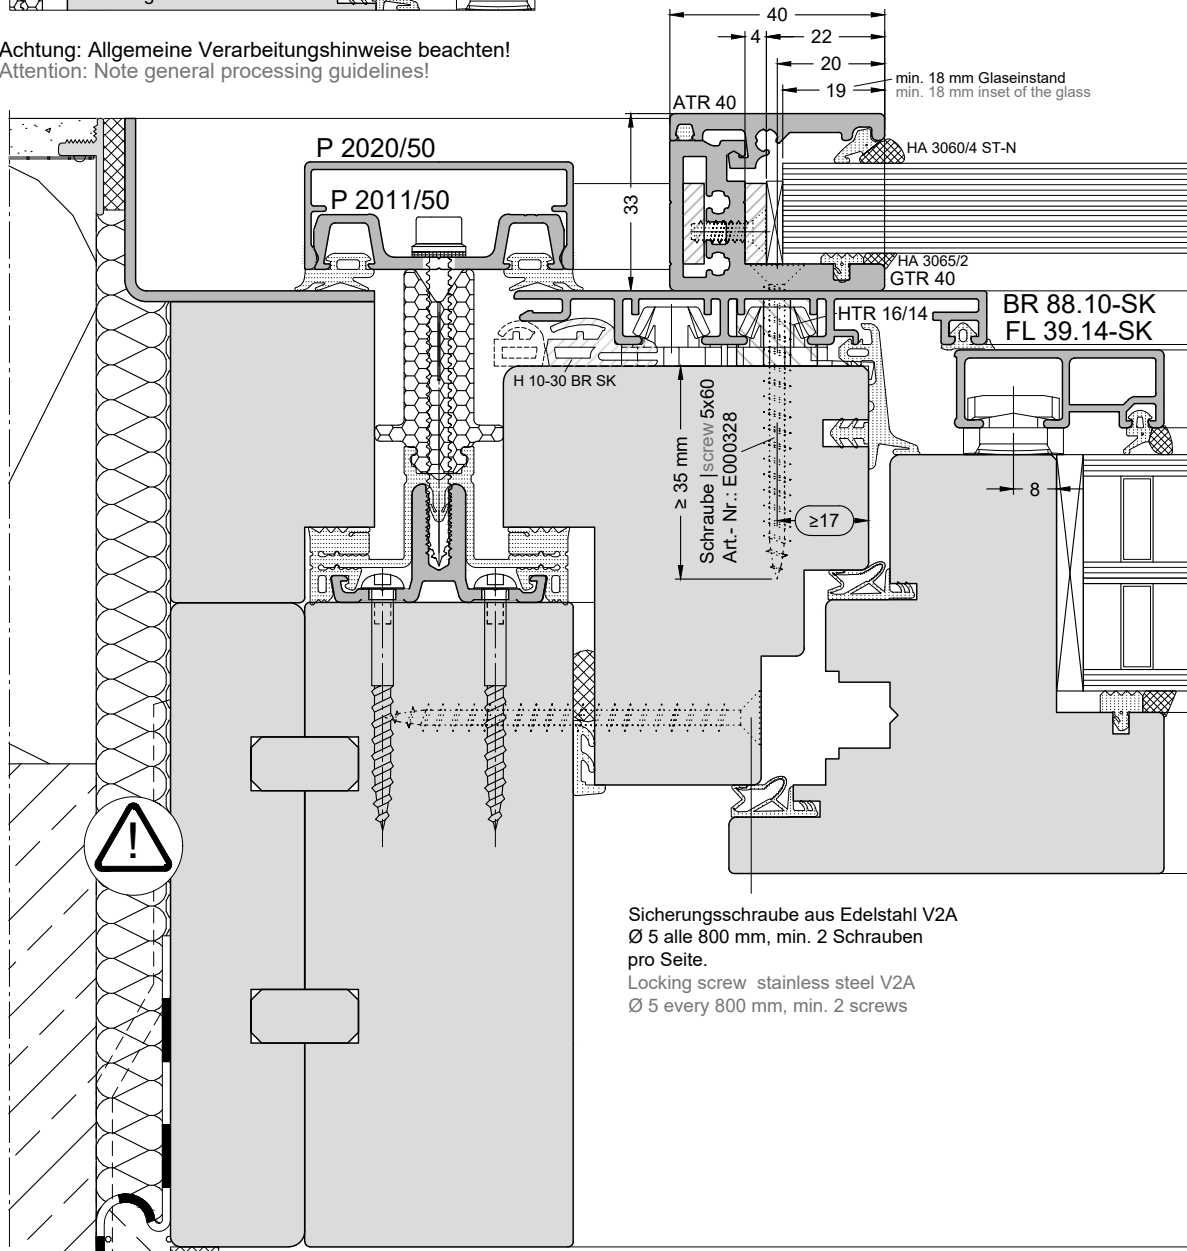 Achtung: Allgemeine Verarbeitungshinweise beachten!
Attention: Note general processing guidelines!
40
4
22
20
19
min. 18 mm Glaseinstand
min. 18 mm inset of the glass
ATR 40
HA 3060/4 ST-N
P 2020/50
P 2011/50
33
HA 3065/2
GTR 40
BR 88.10-SK
FL 39.14-SK
HTR 16/14
H 10-30 BR SK
≥ 35 mm
Schraube |screw 5x60
Art.- Nr.: E000328
8
≥17
!
Sicherungsschraube aus Edelstahl V2A
Ø 5 alle 800 mm, min. 2 Schrauben
pro Seite.
Locking screw stainless steel V2A
Ø 5 every 800 mm, min. 2 screws